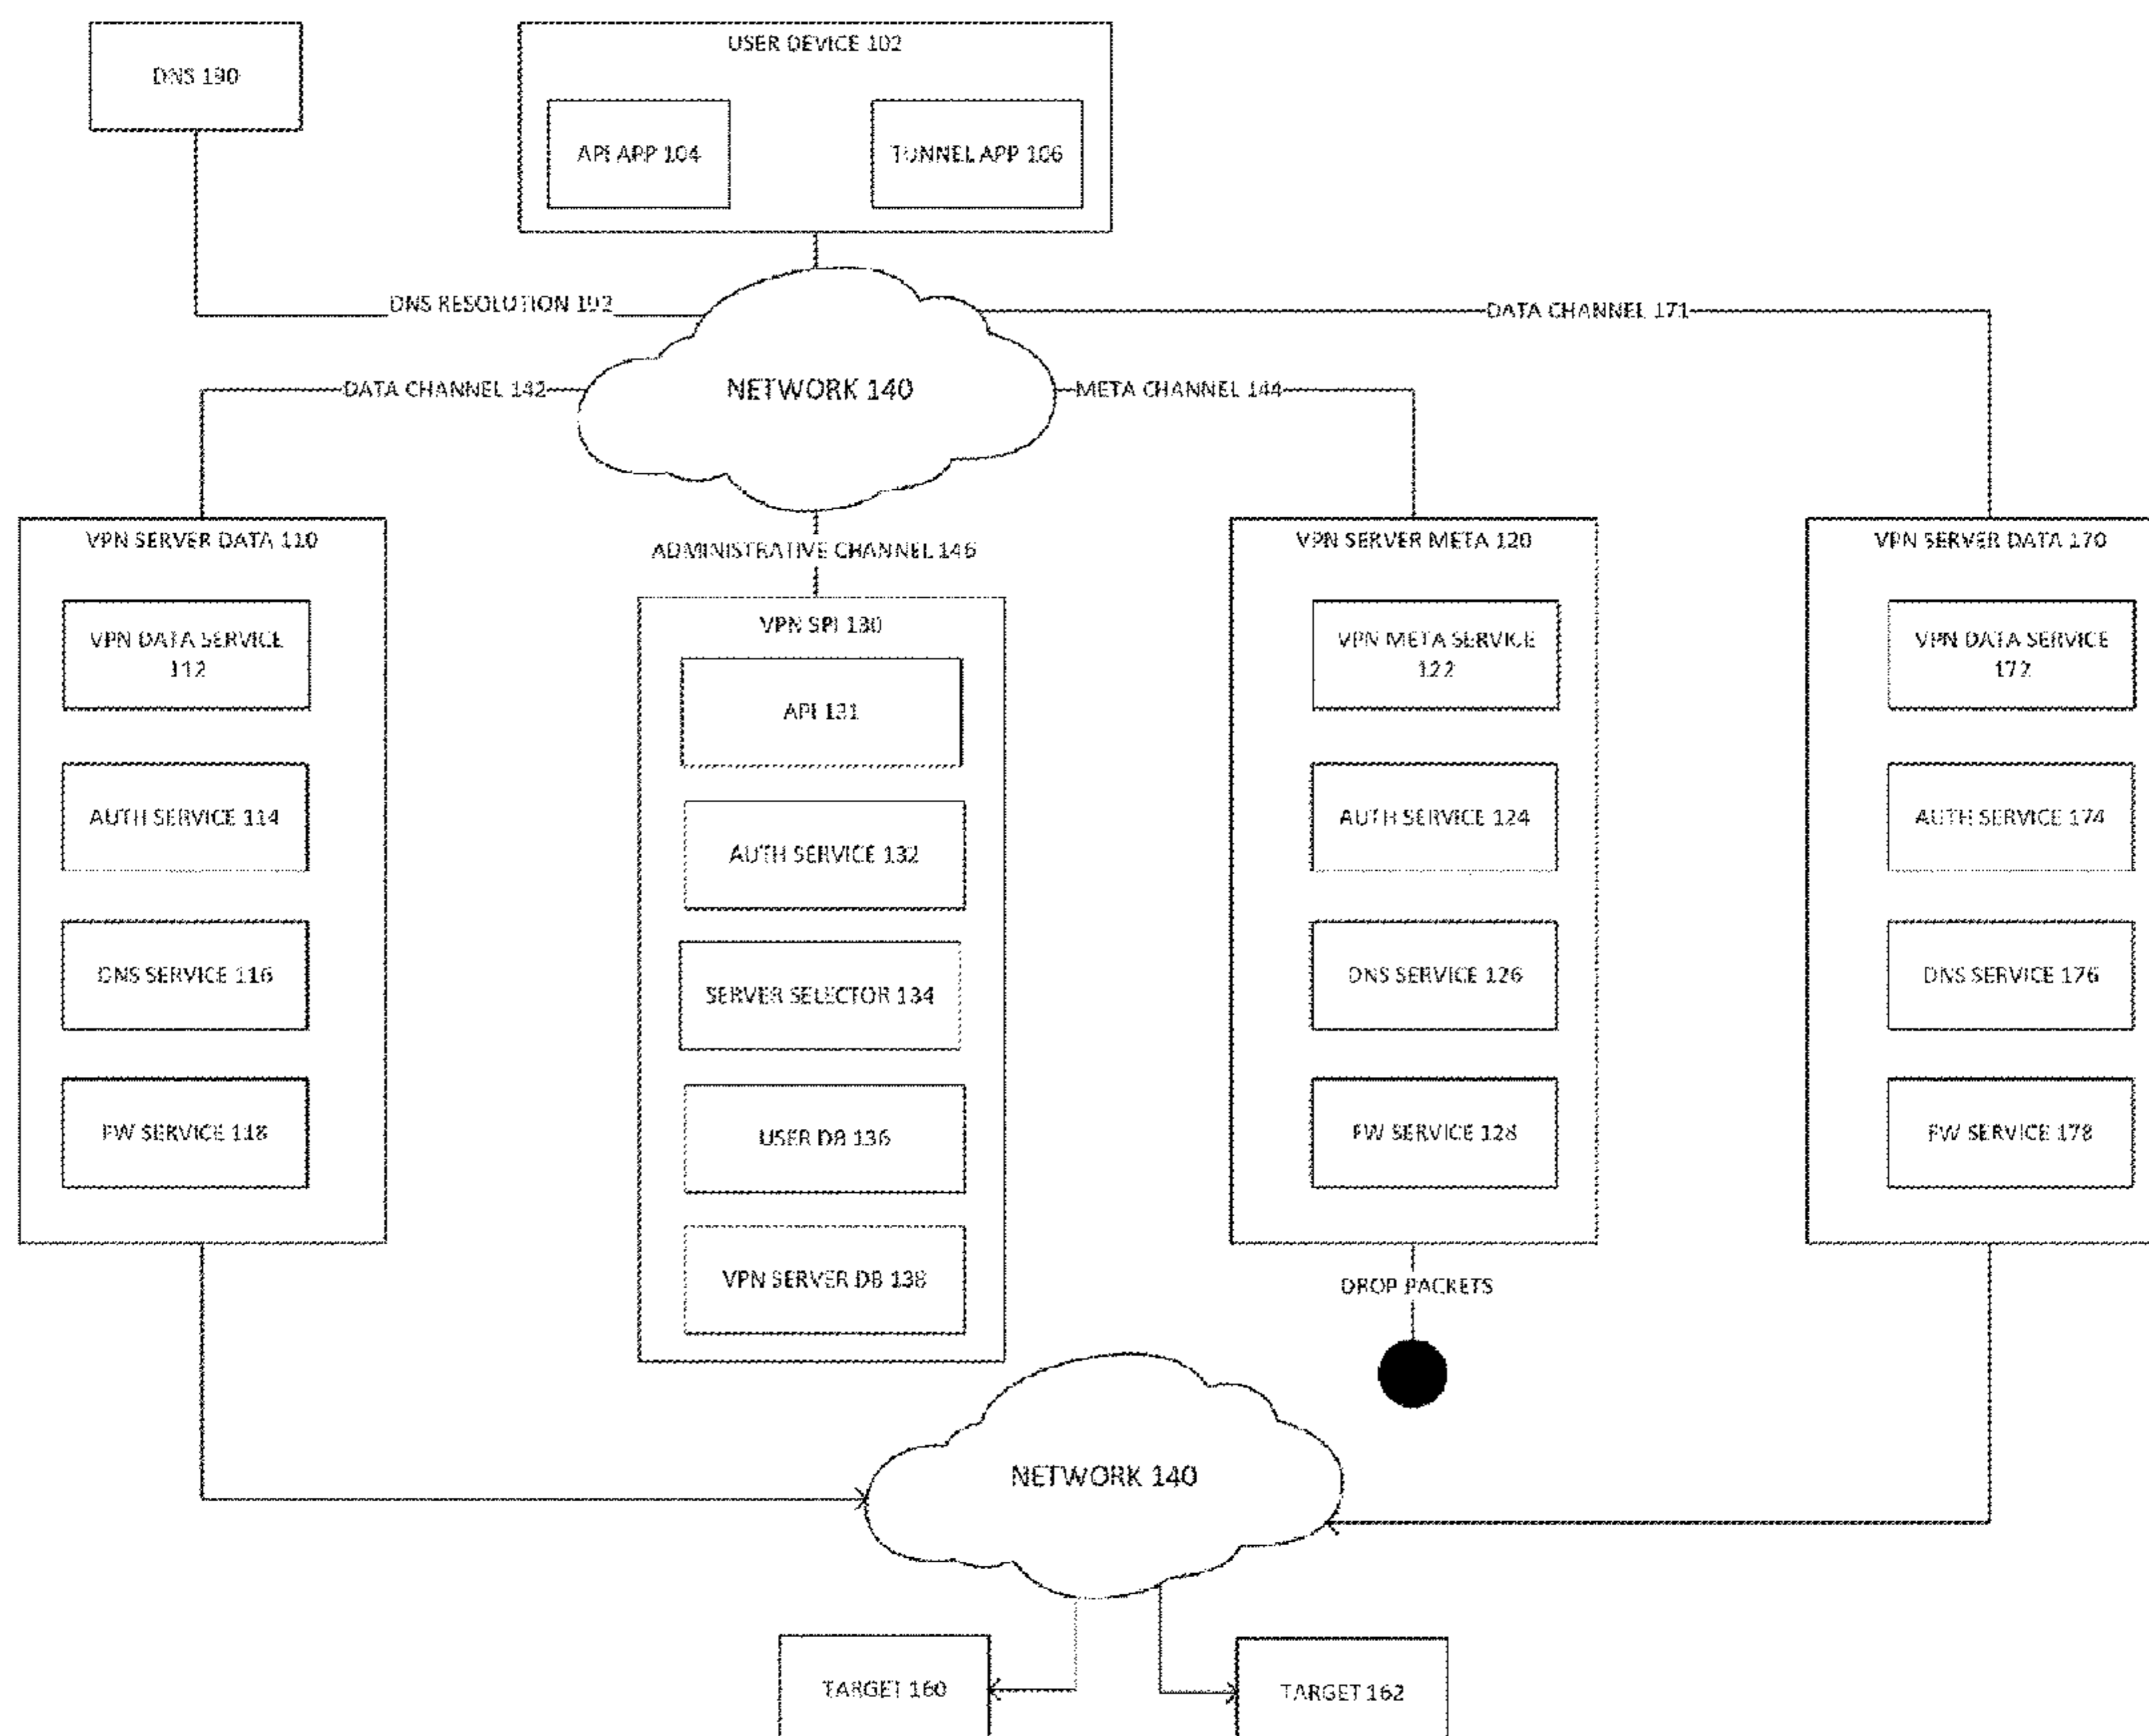 USER DEVICE 102
DNS 190
API APP 104
TUNNEL APP 106
DNS RESOLUTION 192
DATA CHANNEL 171
DATA CHANNEL 142
NETWORK 140
META CHANNEL 144
VPN SERVER DATA 110
ADMINISTRATIVE CHANNEL 146
VPN SERVER META 120
VPN SERVER DATA 170
VPN DATA SERVICE
112
VPN SPI 130
API 131
VPN META SERVICE
122
VPN DATA SERVICE
172
AUTH SERVICE 114
AUTH SERVICE 132
AUTH SERVICE 124
AUTH SERVICE 174
DNS SERVICE 116
SERVER SELECTOR 134
DNS SERVICE 126
DNS SERVICE 176
FW SERVICE 118
USER DB 136
FW SERVICE 128
FW SERVICE 178
VPN SERVER DB 138
DROP PACKETS
NETWORK 140
TARGET 160
TARGET 162